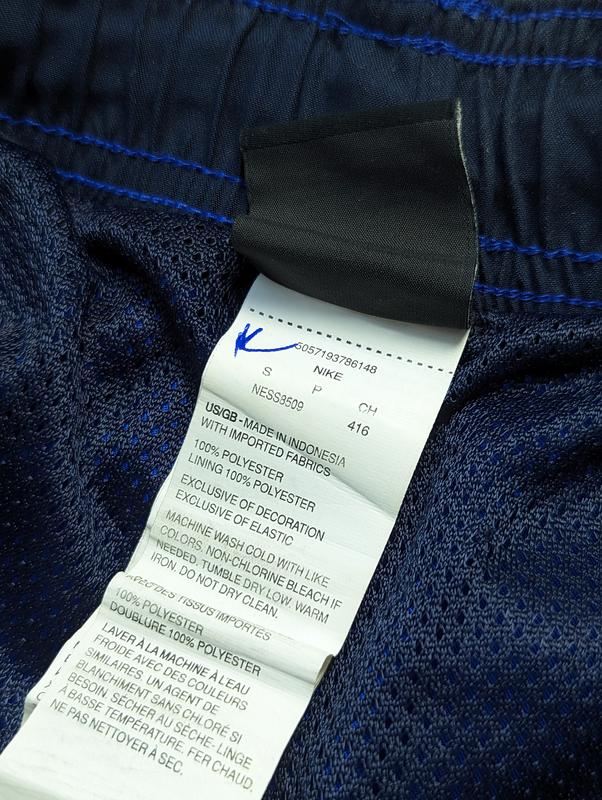 5057193786148
NIKE
S P CH
NESS8509 416
US/GB - MADE IN INDONESIA
WITH IMPORTED FABRICS
100% POLYESTER
LINING 100% POLYESTER
EXCLUSIVE OF DECORATION
EXCLUSIVE OF ELASTIC
MACHINE WASH COLD WITH LIKE
COLORS, NON-CHLORINE BLEACH IF
NEEDED, TUMBLE DRY LOW. WARM
IRON. DO NOT DRY CLEAN.
AVEC DES TISSUS IMPORTÉS
100% POLYESTER
DOUBLURE 100% POLYESTER
LAVER À LA MACHINE À L'EAU
FROIDE AVEC DES COULEURS
SIMILAIRES, UN AGENT DE
BLANCHIMENT SANS CHLORÉ SI
BESOIN. SÉCHER AU SÈCHE- LINGE
À BASSE TEMPÉRATURE. FER CHAUD.
NE PAS NETTOYER À SEC.